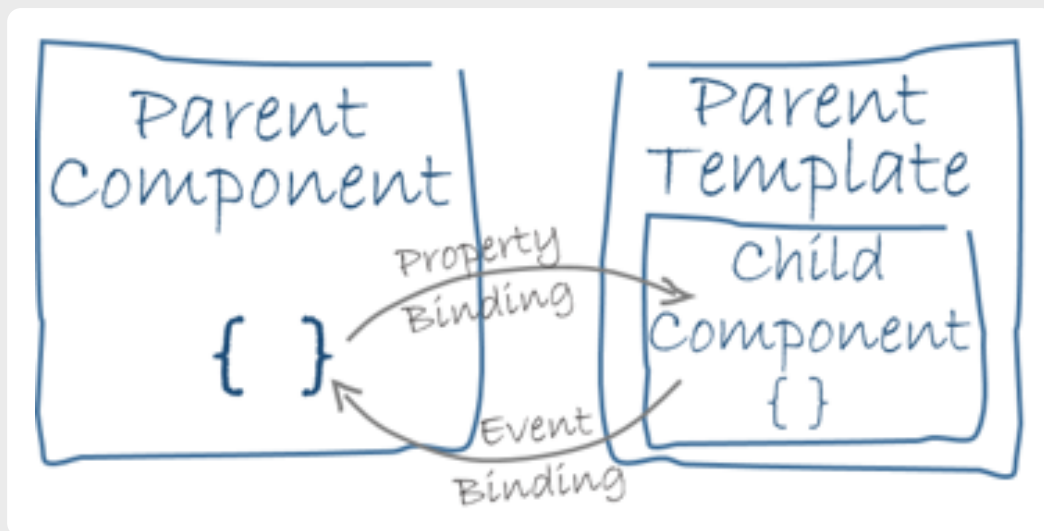 Parent
Component
{ }
Property
Binding
Event
Binding
Parent
Template
Child
Component
{ }